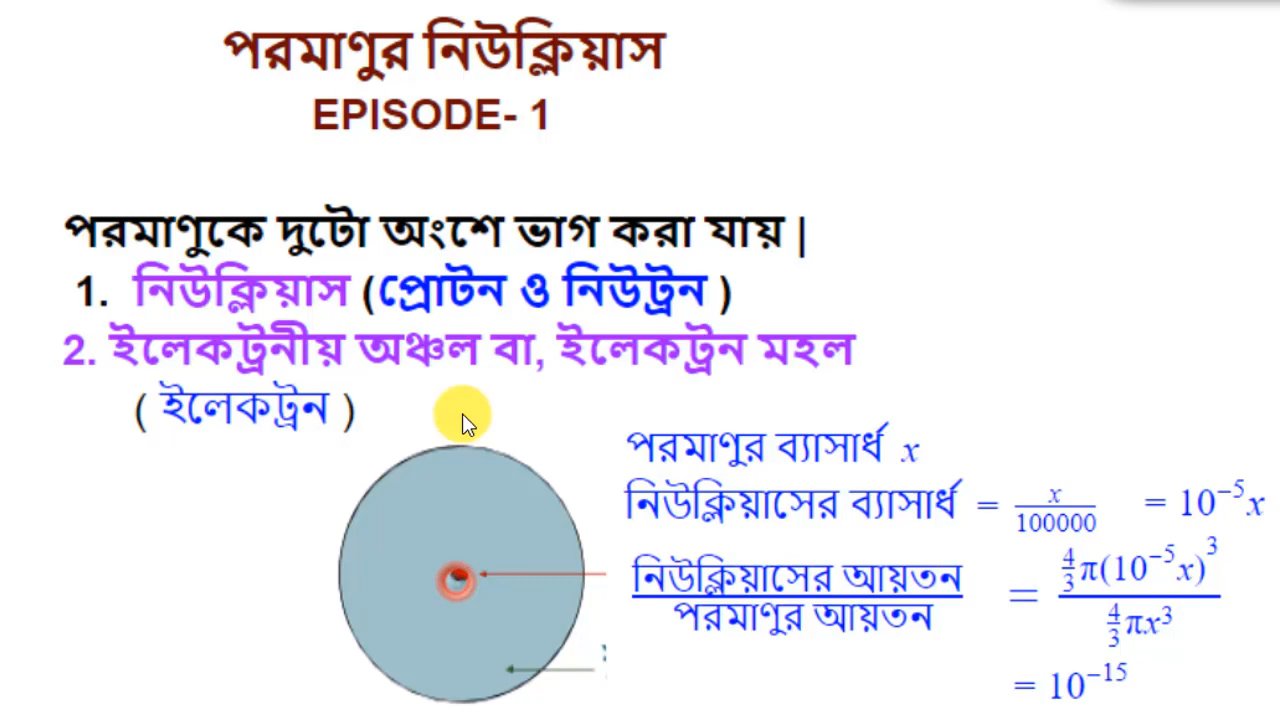 পরমাণুর নিউক্লিয়াস
EPISODE- 1
পরমাণুকে দুটো অংশে ভাগ করা যায় |
1. নিউক্লিয়াস (প্রোটন ও নিউট্রন )
2. ইলেকট্রনীয় অঞ্চল বা, ইলেকট্রন মহল
( ইলেকট্রন )
পরমাণুর ব্যাসার্ধ x
নিউক্লিয়াসের ব্যাসার্ধ = x/100000 = 10⁻⁵x
নিউক্লিয়াসের আয়তন/পরমাণুর আয়তন = 4/3 π(10⁻⁵x)³ / 4/3 πx³
= 10⁻¹⁵